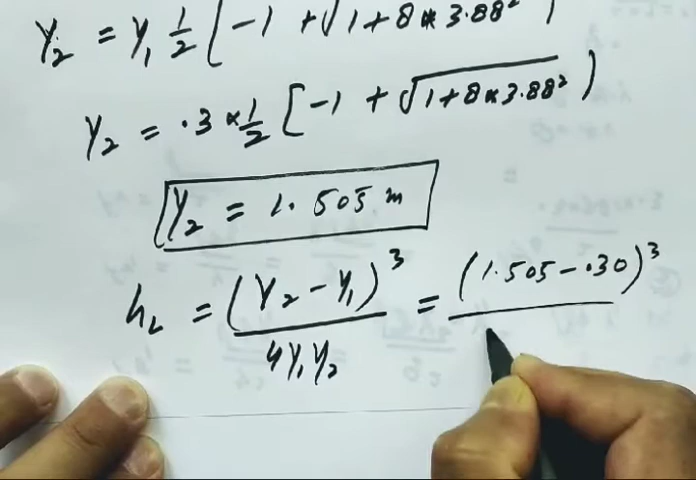 Y₂ = Y₁ 1/2 [-1 + √1+8*3.88²)
Y₂ = .3 * 1/2 [-1 + √1+8*3.88²)
Y₂ = 1.505 m
h_L = (Y₂ - Y₁)³ / 4Y₁Y₂ = (1.505 - .30)³